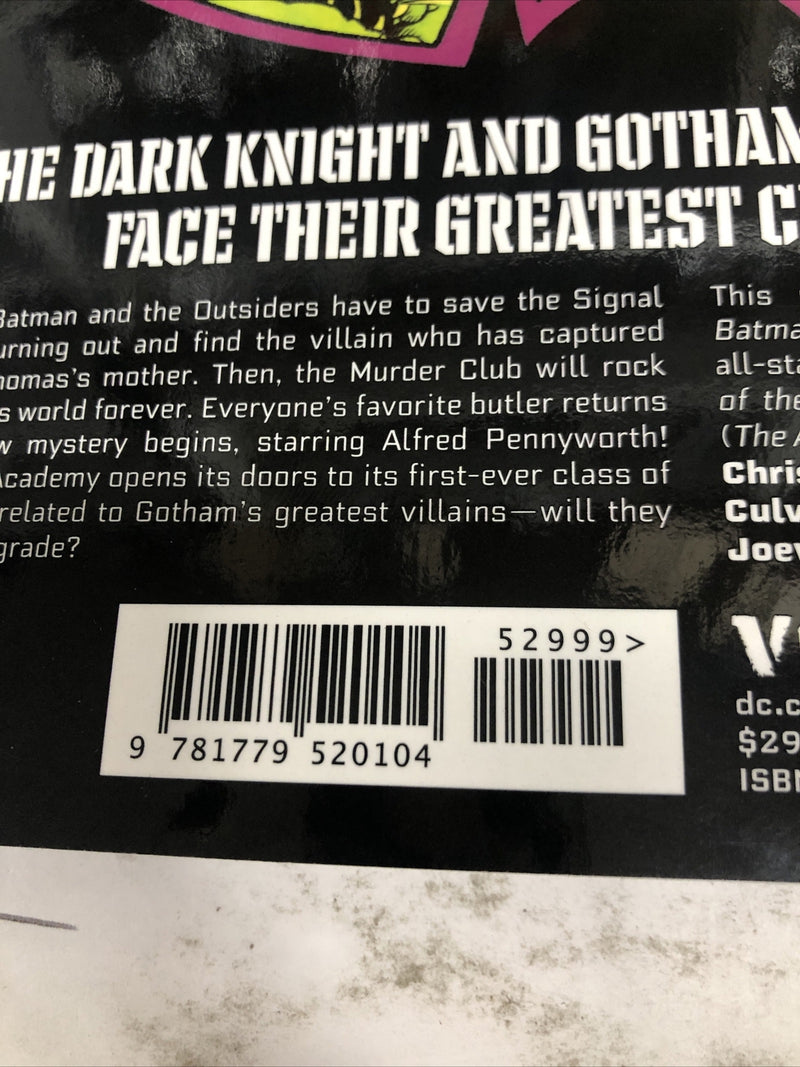 HE DARK KNIGHT AND GOTHAM
FACE THEIR GREATEST C
Batman and the Outsiders have to save the Signal
urning out and find the villain who has captured
homas's mother. Then, the Murder Club will rock
s world forever. Everyone's favorite butler returns
w mystery begins, starring Alfred Pennyworth!
Academy opens its doors to its first-ever class of
related to Gotham's greatest villains—will they
grade?
This
Batma
all-sta
of the
(The A
Chris
Culv
Joev
52999>
9 781779 520104
dc.c
$29
ISBN